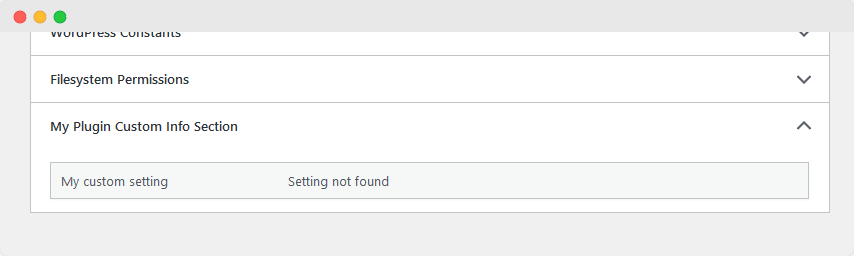 WordPress Constants
Filesystem Permissions
My Plugin Custom Info Section
My custom setting Setting not found